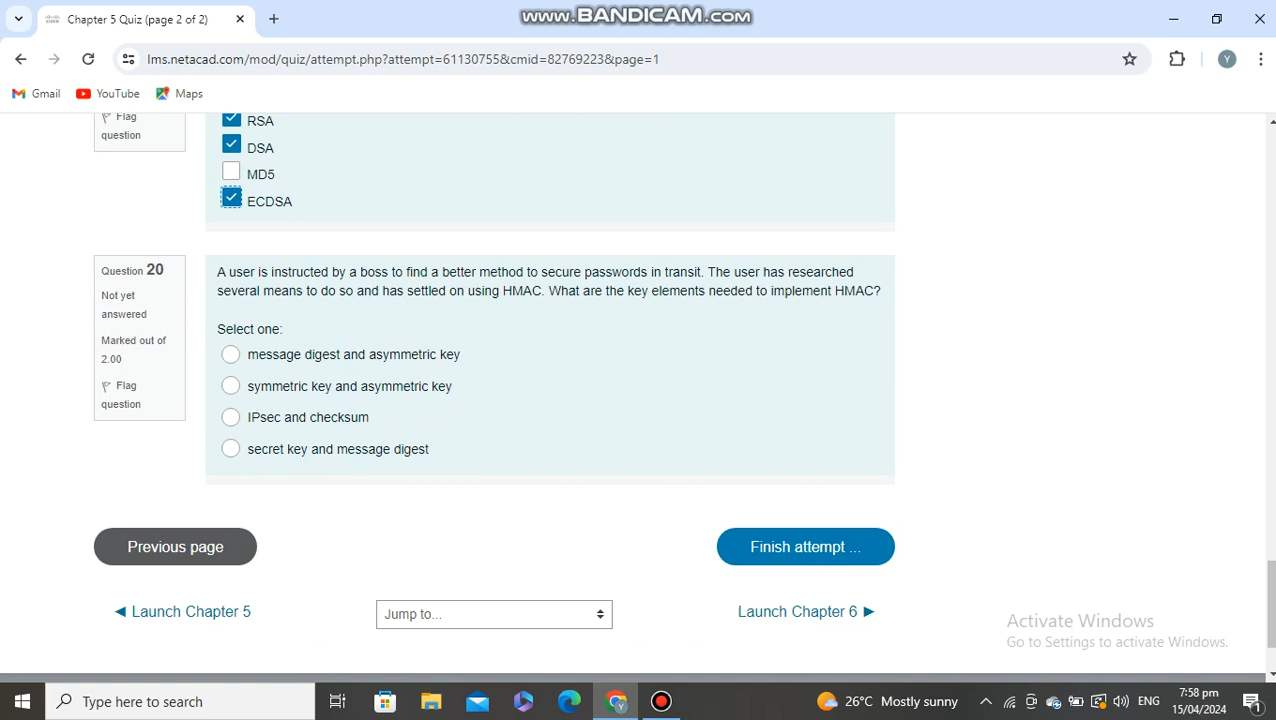 www.BANDICAM.com
Chapter 5 Quiz (page 2 of 2)
lms.netacad.com/mod/quiz/attempt.php?attempt=61130755&cmid=82769223&page=1
Y
Gmail
YouTube
Maps
Flag
question
RSA
DSA
MD5
ECDSA
Question 20
Not yet
answered
Marked out of
2.00
Flag
question
A user is instructed by a boss to find a better method to secure passwords in transit. The user has researched
several means to do so and has settled on using HMAC. What are the key elements needed to implement HMAC?
Select one:
message digest and asymmetric key
symmetric key and asymmetric key
IPsec and checksum
secret key and message digest
Previous page
Finish attempt ...
◄ Launch Chapter 5
Jump to...
Launch Chapter 6 ►
Activate Windows
Go to Settings to activate Windows.
Type here to search
26°C Mostly sunny
ENG
7:58 pm
15/04/2024
1